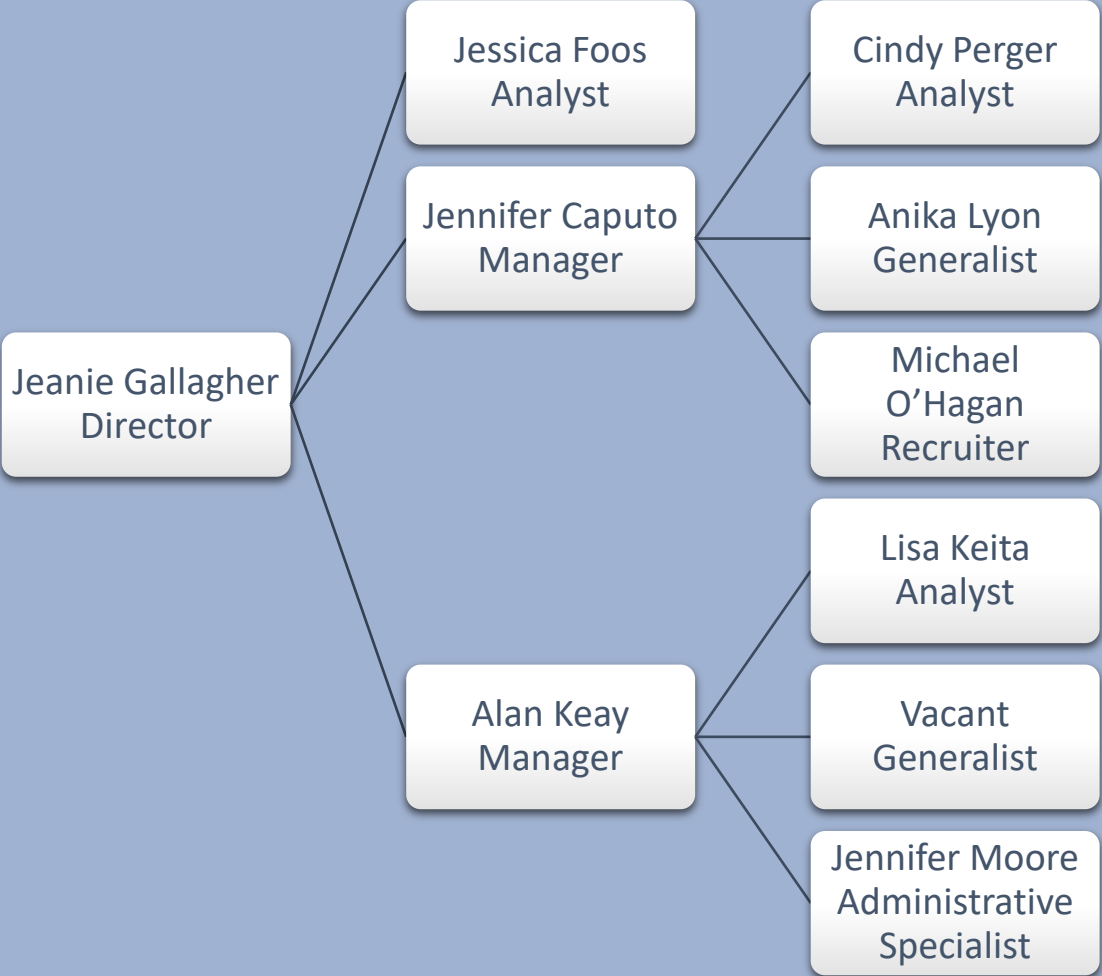 Jeanie Gallagher
Director
Jessica Foos
Analyst
Jennifer Caputo
Manager
Cindy Perger
Analyst
Anika Lyon
Generalist
Michael
O’Hagan
Recruiter
Alan Keay
Manager
Lisa Keita
Analyst
Vacant
Generalist
Jennifer Moore
Administrative
Specialist